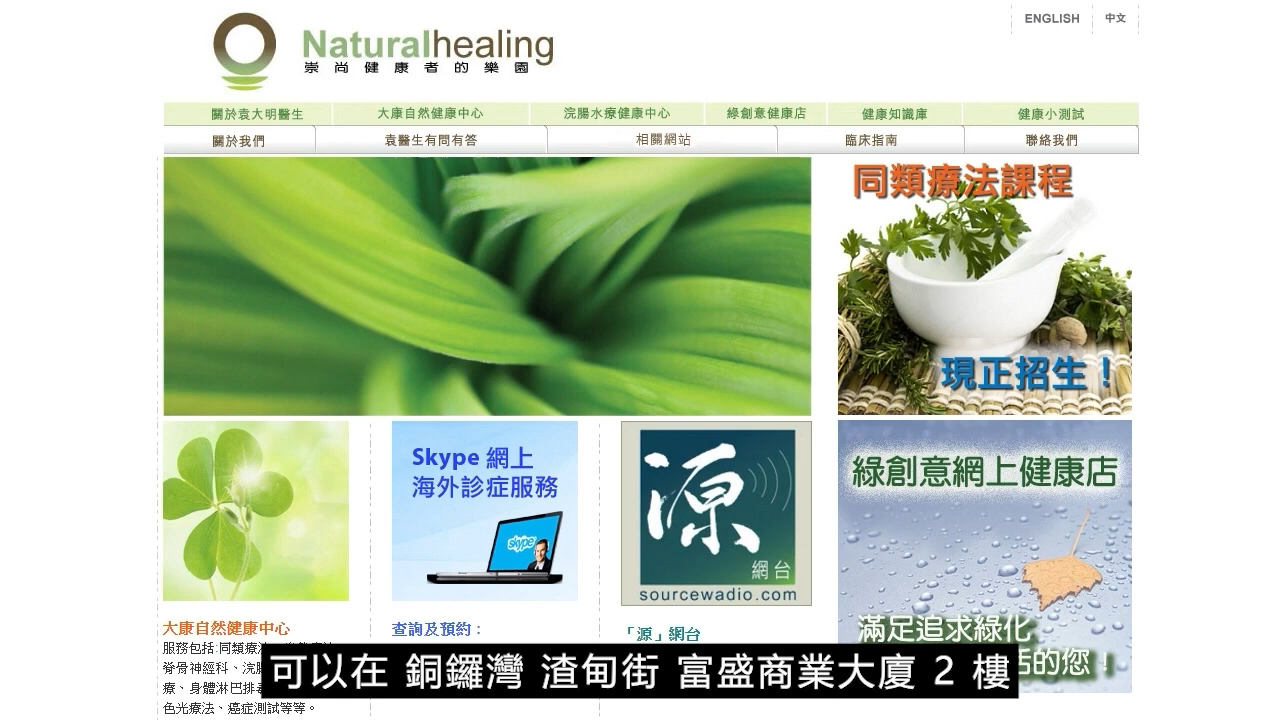 ENGLISH 中文
Naturalhealing
崇尚健康者的樂園
關於袁大明醫生 大康自然健康中心 浣腸水療健康中心 綠創意健康店 健康知識庫 健康小測試
關於我們 袁醫生有問有答 相關網站 臨床指南 聯絡我們
同類療法課程
現正招生！
Skype 網上
海外診症服務
skype
源
網台
sourcewadio.com
綠創意網上健康店
滿足追求綠化
活的您！
大康自然健康中心
服務包括:同類療
脊骨神經科、浣腸
療、身體淋巴排毒
色光療法、癌症測試等等。
查詢及預約：
「源」網台
可以在 銅鑼灣 渣甸街 富盛商業大廈 2 樓